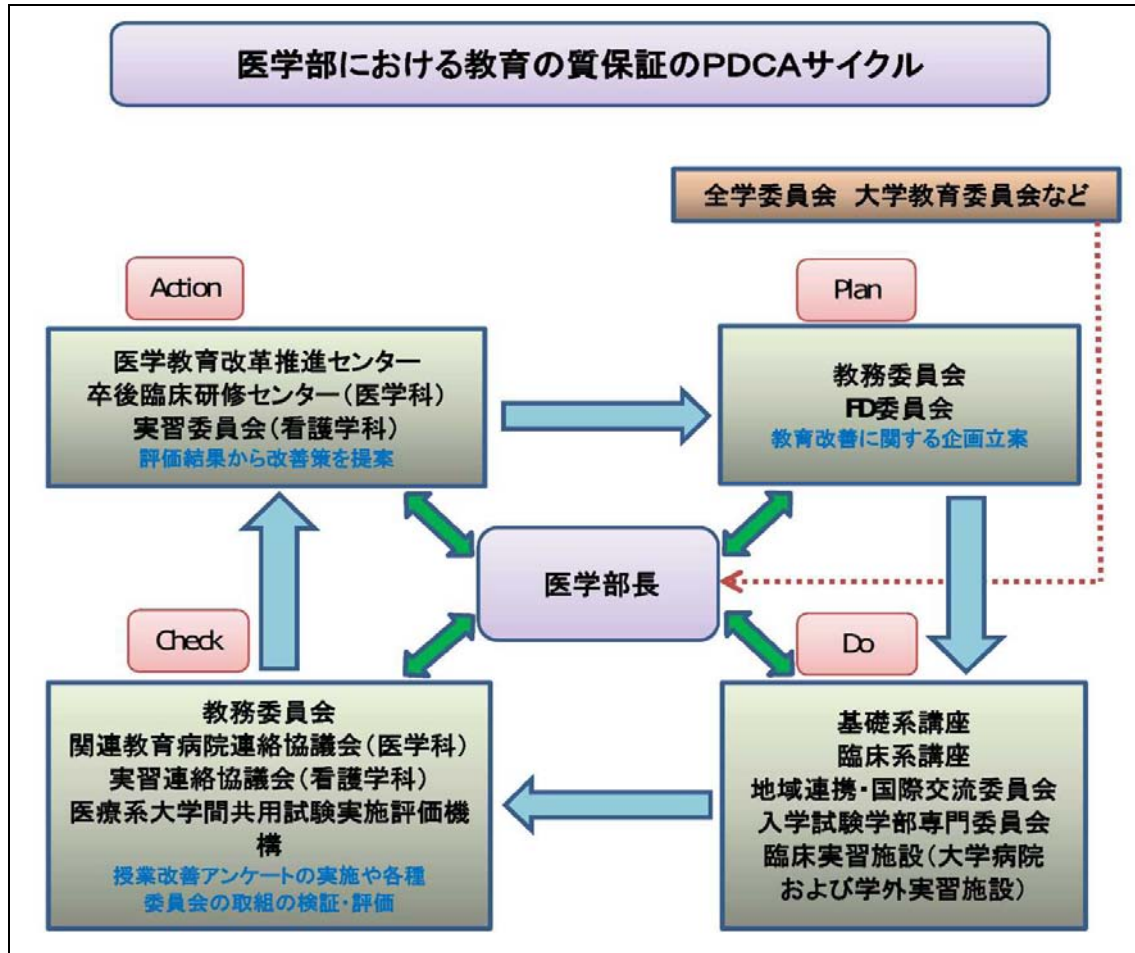 医学部における教育の質保証のPDCAサイクル
全学委員会 大学教育委員会など
Action
医学教育改革推進センター
卒後臨床研修センター(医学科)
実習委員会(看護学科)
評価結果から改善策を提案
Plan
教務委員会
FD委員会
教育改善に関する企画立案
医学部長
Check
教務委員会
関連教育病院連絡協議会(医学科)
実習連絡協議会(看護学科)
医療系大学間共用試験実施評価機
構
授業改善アンケートの実施や各種
委員会の取組の検証・評価
Do
基礎系講座
臨床系講座
地域連携・国際交流委員会
入学試験学部専門委員会
臨床実習施設(大学病院
および学外実習施設)